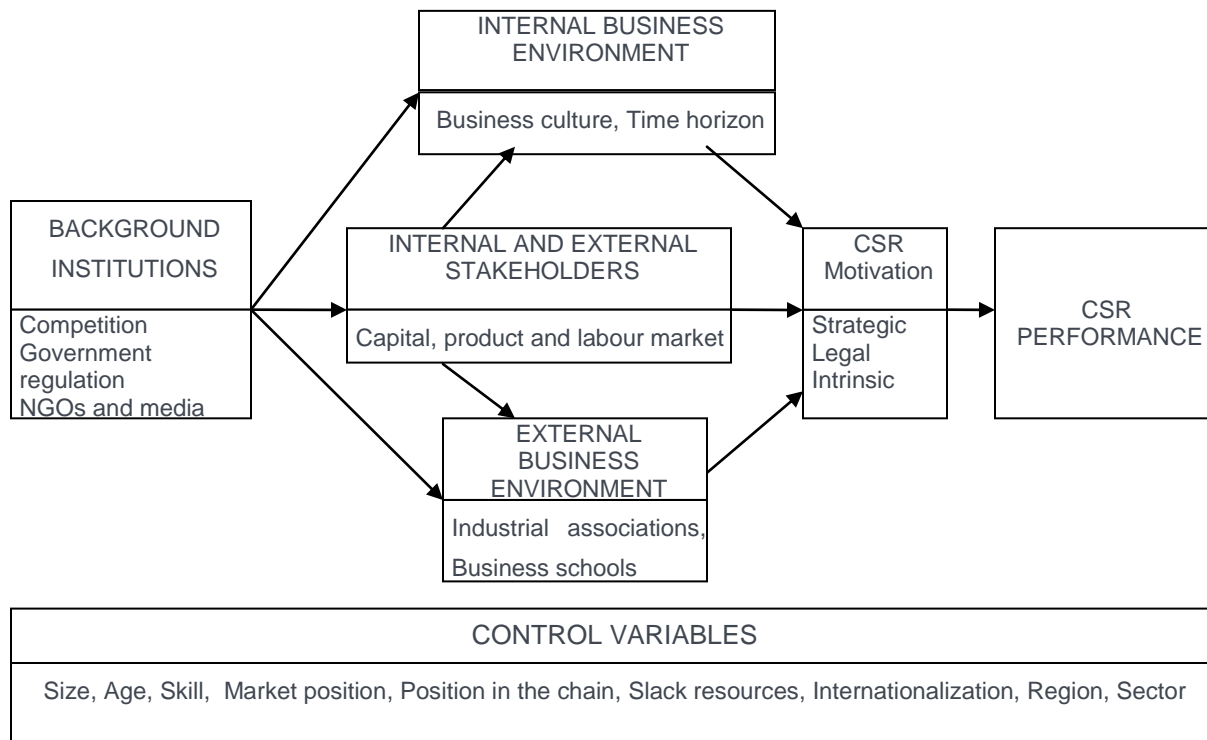 INTERNAL BUSINESS
ENVIRONMENT
Business culture, Time horizon
BACKGROUND
INSTITUTIONS
Competition
Government
regulation
NGOs and media
INTERNAL AND EXTERNAL
STAKEHOLDERS
Capital, product and labour market
EXTERNAL
BUSINESS
ENVIRONMENT
Industrial associations,
Business schools
CSR
Motivation
Strategic
Legal
Intrinsic
CSR
PERFORMANCE
CONTROL VARIABLES
Size, Age, Skill, Market position, Position in the chain, Slack resources, Internationalization, Region, Sector